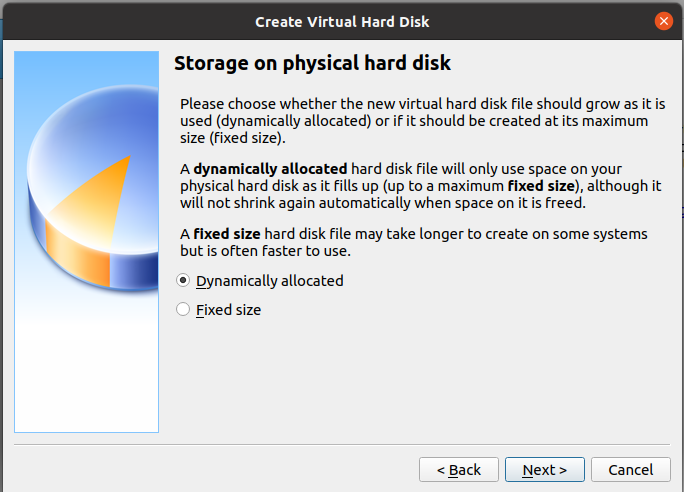 Create Virtual Hard Disk
Storage on physical hard disk
Please choose whether the new virtual hard disk file should grow as it is
used (dynamically allocated) or if it should be created at its maximum
size (fixed size).
A dynamically allocated hard disk file will only use space on your
physical hard disk as it fills up (up to a maximum fixed size), although it
will not shrink again automatically when space on it is freed.
A fixed size hard disk file may take longer to create on some systems
but is often faster to use.
Dynamically allocated
Fixed size
< Back
Next >
Cancel